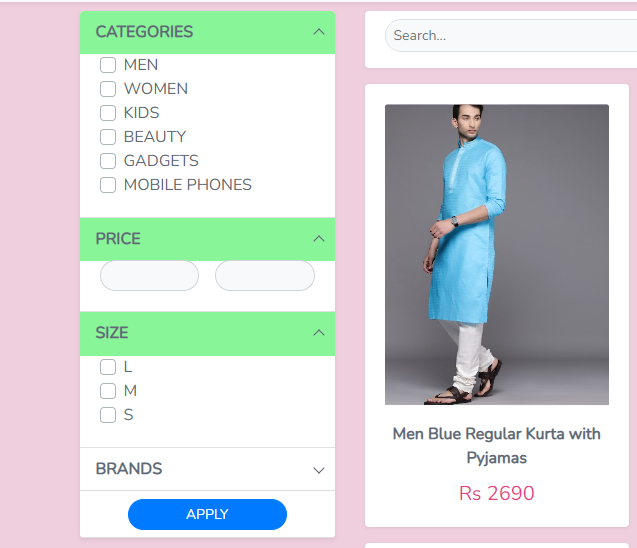 CATEGORIES
MEN
WOMEN
KIDS
BEAUTY
GADGETS
MOBILE PHONES
PRICE
SIZE
L
M
S
BRANDS
APPLY
Search...
Men Blue Regular Kurta with
Pyjamas
Rs 2690